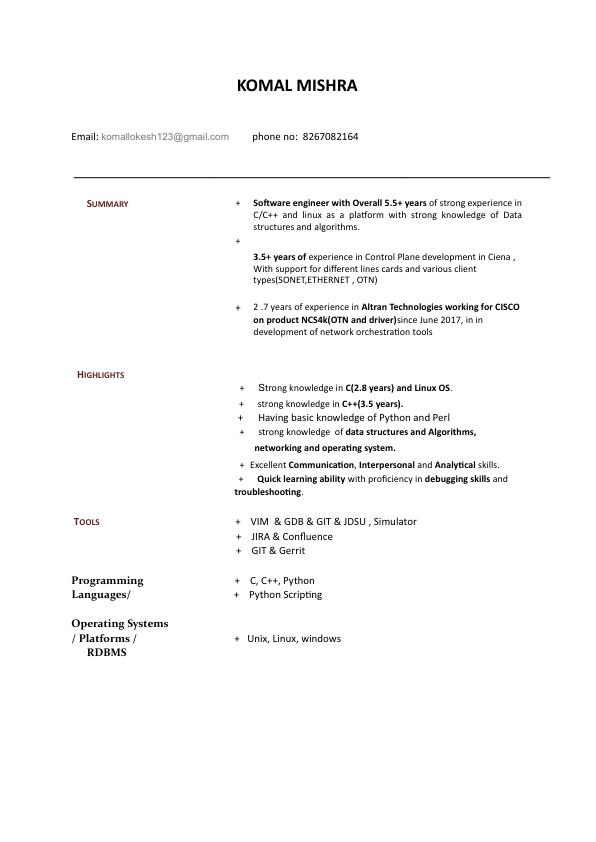 KOMAL MISHRA
Email: komallokesh123@gmail.com phone no: 8267082164
SUMMARY
+ Software engineer with Overall 5.5+ years of strong experience in
C/C++ and linux as a platform with strong knowledge of Data
structures and algorithms.
+
3.5+ years of experience in Control Plane development in Ciena ,
With support for different lines cards and various client
types(SONET,ETHERNET , OTN)
+ 2 .7 years of experience in Altran Technologies working for CISCO
on product NCS4k(OTN and driver)since June 2017, in in
development of network orchestration tools
HIGHLIGHTS
+ Strong knowledge in C(2.8 years) and Linux OS.
+ strong knowledge in C++(3.5 years).
+ Having basic knowledge of Python and Perl
+ strong knowledge of data structures and Algorithms,
networking and operating system.
+ Excellent Communication, Interpersonal and Analytical skills.
+ Quick learning ability with proficiency in debugging skills and
troubleshooting.
TOOLS
+ VIM & GDB & GIT & JDSU , Simulator
+ JIRA & Confluence
+ GIT & Gerrit
Programming
Languages/
+ C, C++, Python
+ Python Scripting
Operating Systems
/ Platforms /
RDBMS
+ Unix, Linux, windows